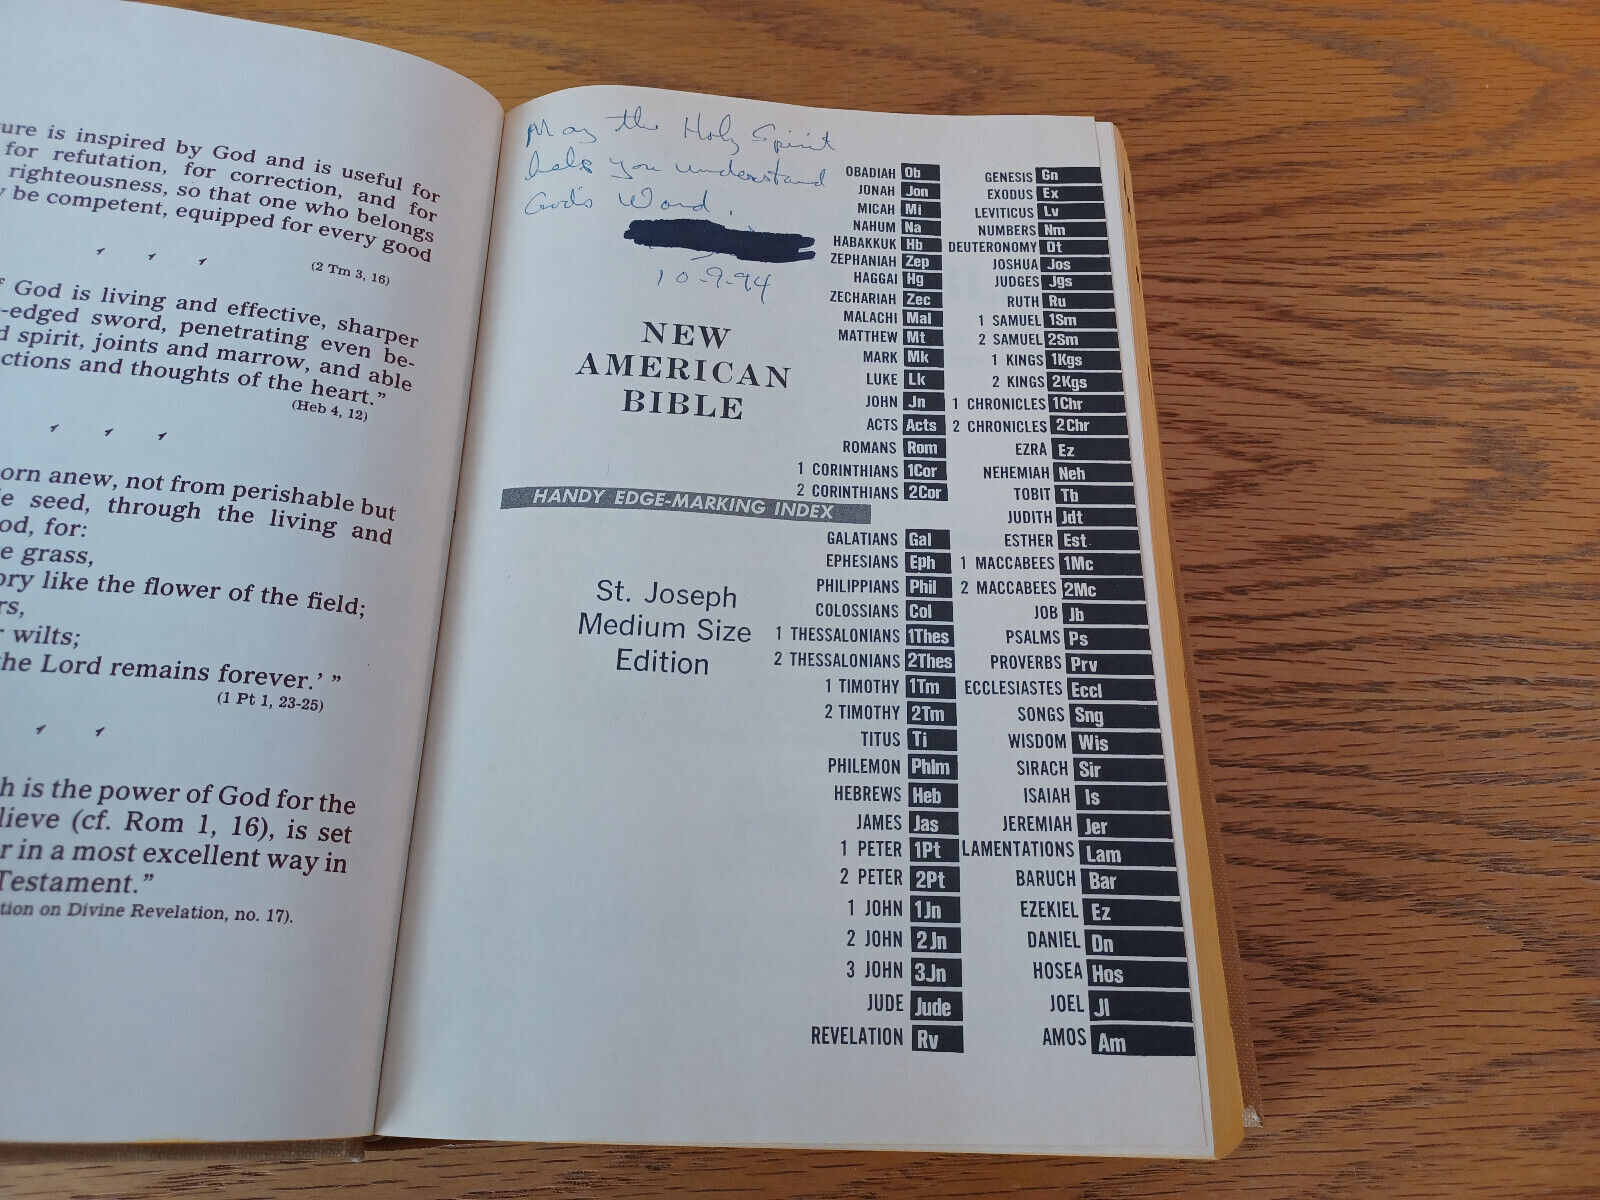 ure is inspired by God and is useful for
for refutation, for correction, and for
righteousness, so that one who belongs
y be competent, equipped for every good
(2 Tm 3, 16)
f God is living and effective, sharper
-edged sword, penetrating even be-
d spirit, joints and marrow, and able
ctions and thoughts of the heart.”
(Heb 4, 12)
orn anew, not from perishable but
le seed, through the living and
od, for:
e grass,
ory like the flower of the field;
rs,
r wilts;
the Lord remains forever.’ ”
(1 Pt 1, 23-25)
h is the power of God for the
lieve (cf. Rom 1, 16), is set
r in a most excellent way in
Testament.”
tion on Divine Revelation, no. 17).
May the Holy Spirit
help you understand
God's Word.
10-9-94
NEW
AMERICAN
BIBLE
HANDY EDGE-MARKING INDEX
St. Joseph
Medium Size
Edition
OBADIAH Ob
JONAH Jon
MICAH Mi
NAHUM Na
HABAKKUK Hb
ZEPHANIAH Zep
HAGGAI Hg
ZECHARIAH Zec
MALACHI Mal
MATTHEW Mt
MARK Mk
LUKE Lk
JOHN Jn
ACTS Acts
ROMANS Rom
1 CORINTHIANS 1Cor
2 CORINTHIANS 2Cor
GALATIANS Gal
EPHESIANS Eph
PHILIPPIANS Phil
COLOSSIANS Col
1 THESSALONIANS 1Thes
2 THESSALONIANS 2Thes
1 TIMOTHY 1Tm
2 TIMOTHY 2Tm
TITUS Ti
PHILEMON Phlm
HEBREWS Heb
JAMES Jas
1 PETER 1Pt
2 PETER 2Pt
1 JOHN 1Jn
2 JOHN 2Jn
3 JOHN 3Jn
JUDE Jude
REVELATION Rv
GENESIS Gn
EXODUS Ex
LEVITICUS Lv
NUMBERS Nm
DEUTERONOMY Dt
JOSHUA Jos
JUDGES Jgs
RUTH Ru
1 SAMUEL 1Sm
2 SAMUEL 2Sm
1 KINGS 1Kgs
2 KINGS 2Kgs
1 CHRONICLES 1Chr
2 CHRONICLES 2Chr
EZRA Ez
NEHEMIAH Neh
TOBIT Tb
JUDITH Jdt
ESTHER Est
1 MACCABEES 1Mc
2 MACCABEES 2Mc
JOB Jb
PSALMS Ps
PROVERBS Prv
ECCLESIASTES Eccl
SONGS Sng
WISDOM Wis
SIRACH Sir
ISAIAH Is
JEREMIAH Jer
LAMENTATIONS Lam
BARUCH Bar
EZEKIEL Ez
DANIEL Dn
HOSEA Hos
JOEL Jl
AMOS Am